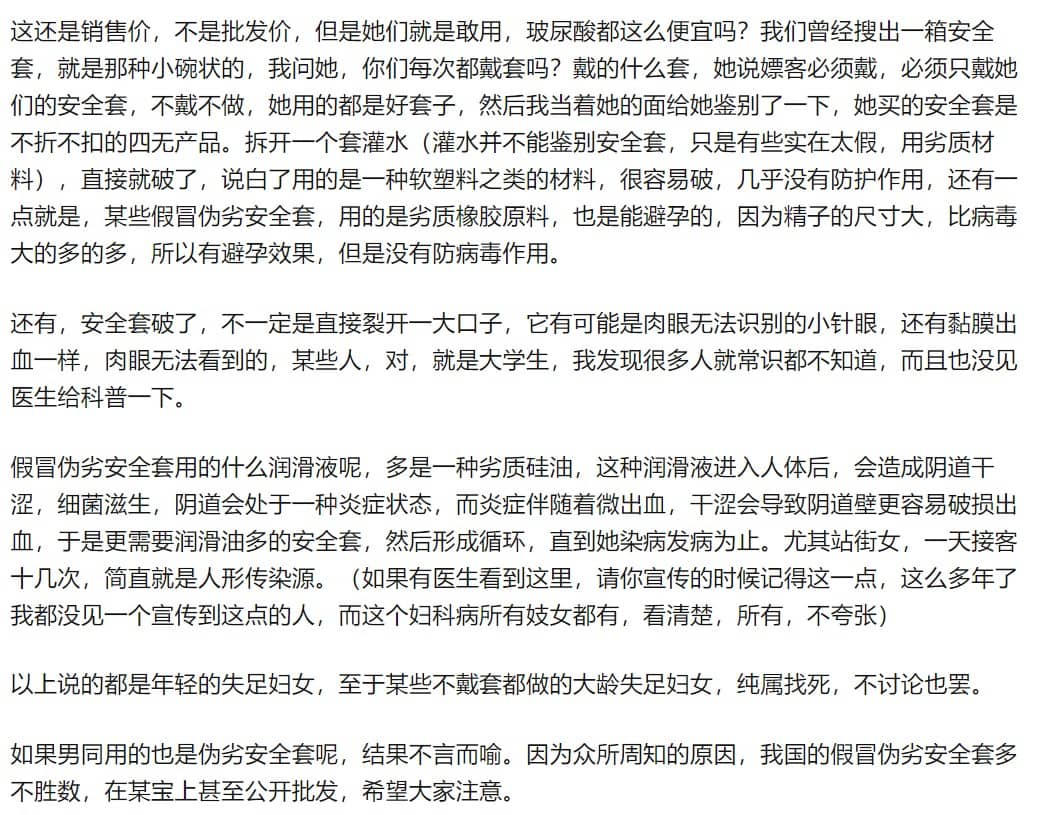 这还是销售价，不是批发价，但是她们就是敢用，玻尿酸都这么便宜吗？我们曾经搜出一箱安全
套，就是那种小碗状的，我问她，你们每次都戴套吗？戴的什么套，她说嫖客必须戴，必须只戴她
们的安全套，不戴不做，她用的都是好套子，然后我当着她的面给她鉴别了一下，她买的安全套是
不折不扣的四无产品。拆开一个套灌水（灌水并不能鉴别安全套，只是有些实在太假，用劣质材
料），直接就破了，说白了用的是一种软塑料之类的材料，很容易破，几乎没有防护作用，还有一
点就是，某些假冒伪劣安全套，用的是劣质橡胶原料，也是能避孕的，因为精子的尺寸大，比病毒
大的多的多，所以有避孕效果，但是没有防病毒作用。
还有，安全套破了，不一定是直接裂开一大口子，它有可能是肉眼无法识别的小针眼，还有黏膜出
血一样，肉眼无法看到的，某些人，对，就是大学生，我发现很多人就常识都不知道，而且也没见
医生给科普一下。
假冒伪劣安全套用的什么润滑液呢，多是一种劣质硅油，这种润滑液进入人体后，会造成阴道干
涩，细菌滋生，阴道会处于一种炎症状态，而炎症伴随着微出血，干涩会导致阴道壁更容易破损出
血，于是更需要润滑油多的安全套，然后形成循环，直到她染病发病为止。尤其站街女，一天接客
十几次，简直就是人形传染源。（如果有医生看到这里，请你宣传的时候记得这一点，这么多年了
我都没见一个宣传到这点的人，而这个妇科病所有妓女都有，看清楚，所有，不夸张）
以上说的都是年轻的失足妇女，至于某些不戴套都做的大龄失足妇女，纯属找死，不讨论也罢。
如果男同用的也是伪劣安全套呢，结果不言而喻。因为众所周知的原因，我国的假冒伪劣安全套多
不胜数，在某宝上甚至公开批发，希望大家注意。